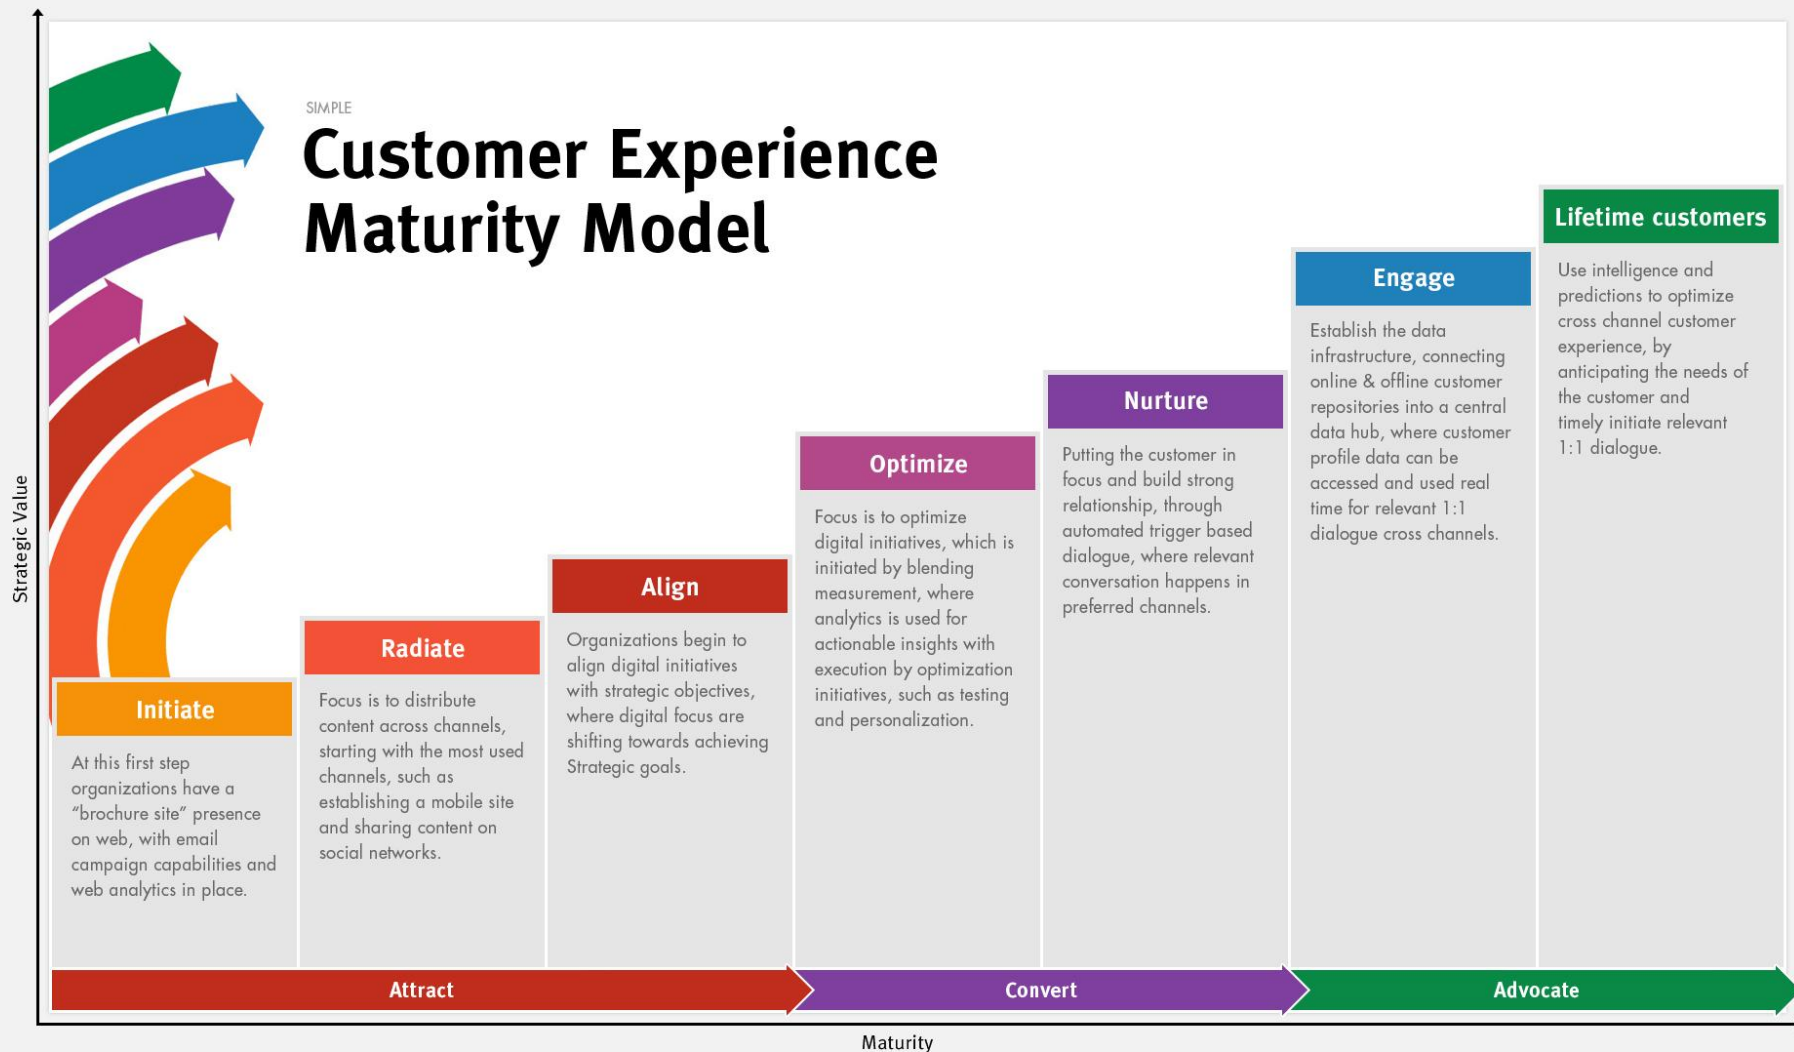 SIMPLE
Customer Experience
Maturity Model
Strategic Value
Initiate
At this first step
organizations have a
“brochure site” presence
on web, with email
campaign capabilities and
web analytics in place.
Radiate
Focus is to distribute
content across channels,
starting with the most used
channels, such as
establishing a mobile site
and sharing content on
social networks.
Align
Organizations begin to
align digital initiatives
with strategic objectives,
where digital focus are
shifting towards achieving
Strategic goals.
Optimize
Focus is to optimize
digital initiatives, which is
initiated by blending
measurement, where
analytics is used for
actionable insights with
execution by optimization
initiatives, such as testing
and personalization.
Nurture
Putting the customer in
focus and build strong
relationship, through
automated trigger based
dialogue, where relevant
conversation happens in
preferred channels.
Engage
Establish the data
infrastructure, connecting
online & offline customer
repositories into a central
data hub, where customer
profile data can be
accessed and used real
time for relevant 1:1
dialogue cross channels.
Lifetime customers
Use intelligence and
predictions to optimize
cross channel customer
experience, by
anticipating the needs of
the customer and
timely initiate relevant
1:1 dialogue.
Attract
Convert
Advocate
Maturity